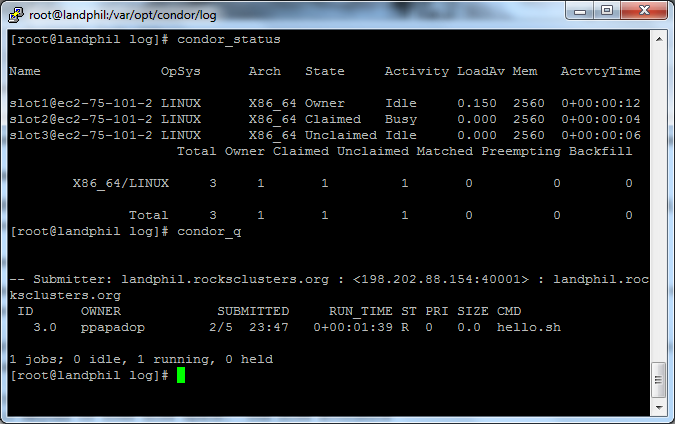 root@landphil:/var/opt/condor/log
[root@landphil log]# condor_status
Name OpSys Arch State Activity LoadAv Mem ActvtyTime
slot1@ec2-75-101-2 LINUX X86_64 Owner Idle 0.150 2560 0+00:00:12
slot2@ec2-75-101-2 LINUX X86_64 Claimed Busy 0.000 2560 0+00:00:04
slot3@ec2-75-101-2 LINUX X86_64 Unclaimed Idle 0.000 2560 0+00:00:06
Total Owner Claimed Unclaimed Matched Preempting Backfill
X86_64/LINUX 3 1 1 1 0 0 0
Total 3 1 1 1 0 0 0
[root@landphil log]# condor_q
-- Submitter: landphil.rocksclusters.org : <198.202.88.154:40001> : landphil.roc
ksclusters.org
ID OWNER SUBMITTED RUN_TIME ST PRI SIZE CMD
3.0 ppapadop 2/5 23:47 0+00:01:39 R 0 0.0 hello.sh
1 jobs; 0 idle, 1 running, 0 held
[root@landphil log]#